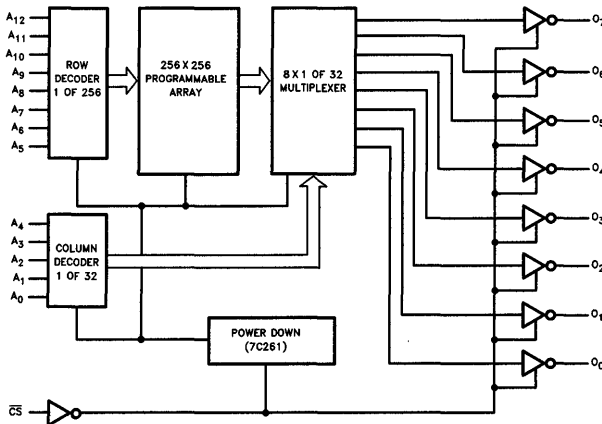 A12
A11
A10
A9
A8
A7
A6
A5
ROW
DECODER
1 OF 256
256 X 256
PROGRAMMABLE
ARRAY
8 X 1 OF 32
MULTIPLEXER
A4
A3
A2
A1
A0
COLUMN
DECODER
1 OF 32
POWER DOWN
(7C261)
CS
O7
O6
O5
O4
O3
O2
O1
O0